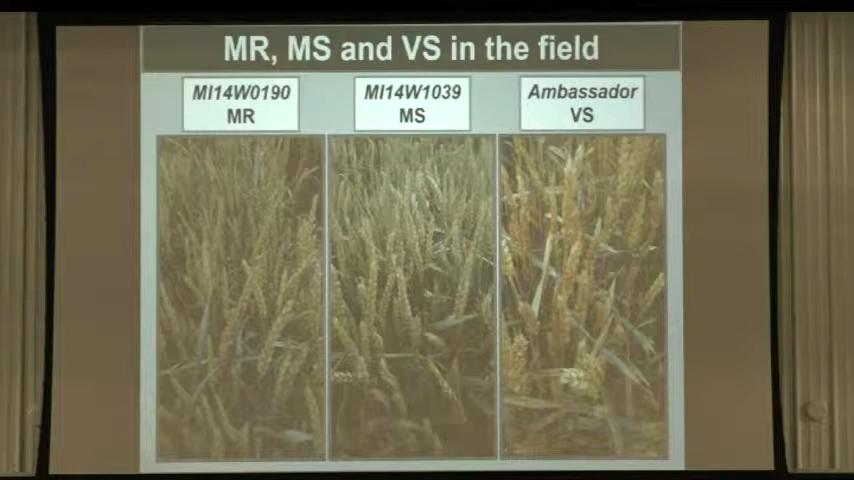 MR, MS and VS in the field
MI14W0190
MR
MI14W1039
MS
Ambassador
VS